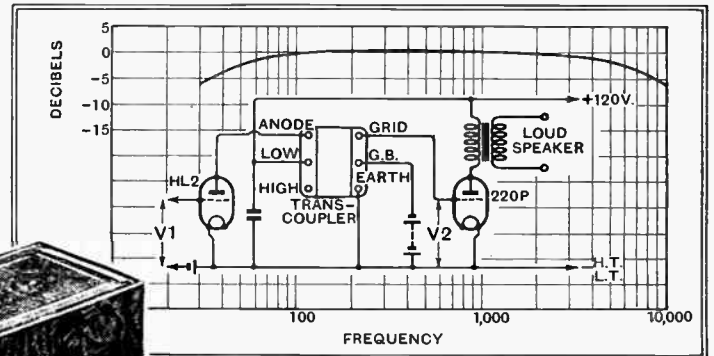 DECIBELS
5
0
-5
-10
-15
+120V.
ANODE
GRID
LOW
G.B.
HIGH
EARTH
TRANS-
COUPLER
LOUD
SPEAKER
HL2
220P
V1
V2
H.T.
L.T.
100
1,000
10,000
FREQUENCY